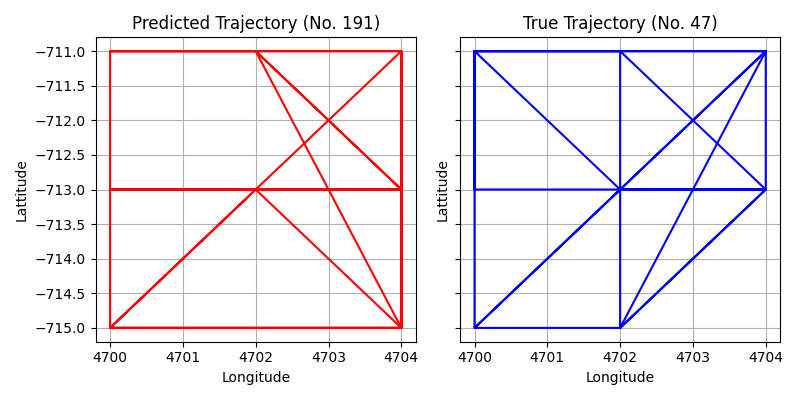 Predicted Trajectory (No. 191)
True Trajectory (No. 47)
−711.0
−711.5
−712.0
−712.5
−713.0
−713.5
−714.0
−714.5
−715.0
Lattitude
Lattitude
4700 4701 4702 4703 4704
4700 4701 4702 4703 4704
Longitude
Longitude